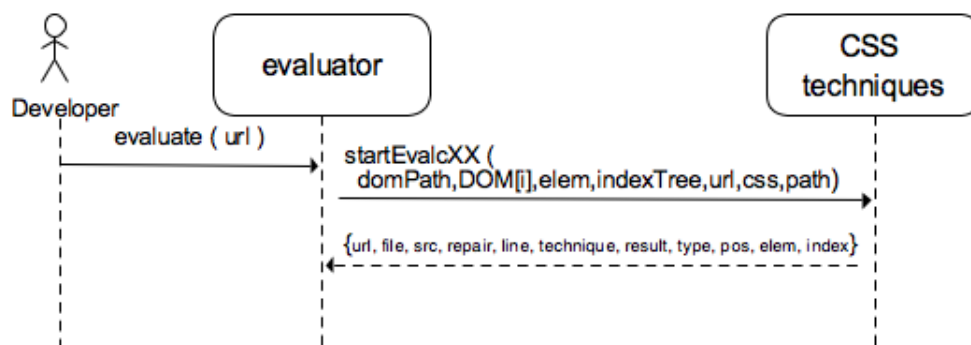 Developer
evaluator
CSS
techniques
evaluate ( url )
startEvalcXX (
domPath,DOM[i],elem,indexTree,url,css,path)
{url, file, src, repair, line, technique, result, type, pos, elem, index}